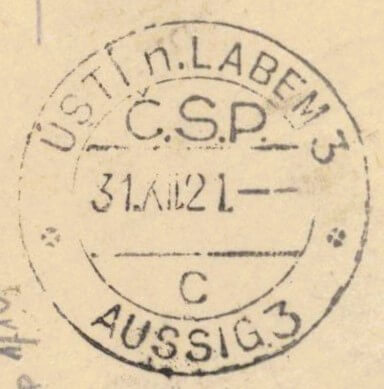 ÚSTÍ n. LABEM 3
Č.S.P.
31.XII.21.--
C
AUSSIG 3